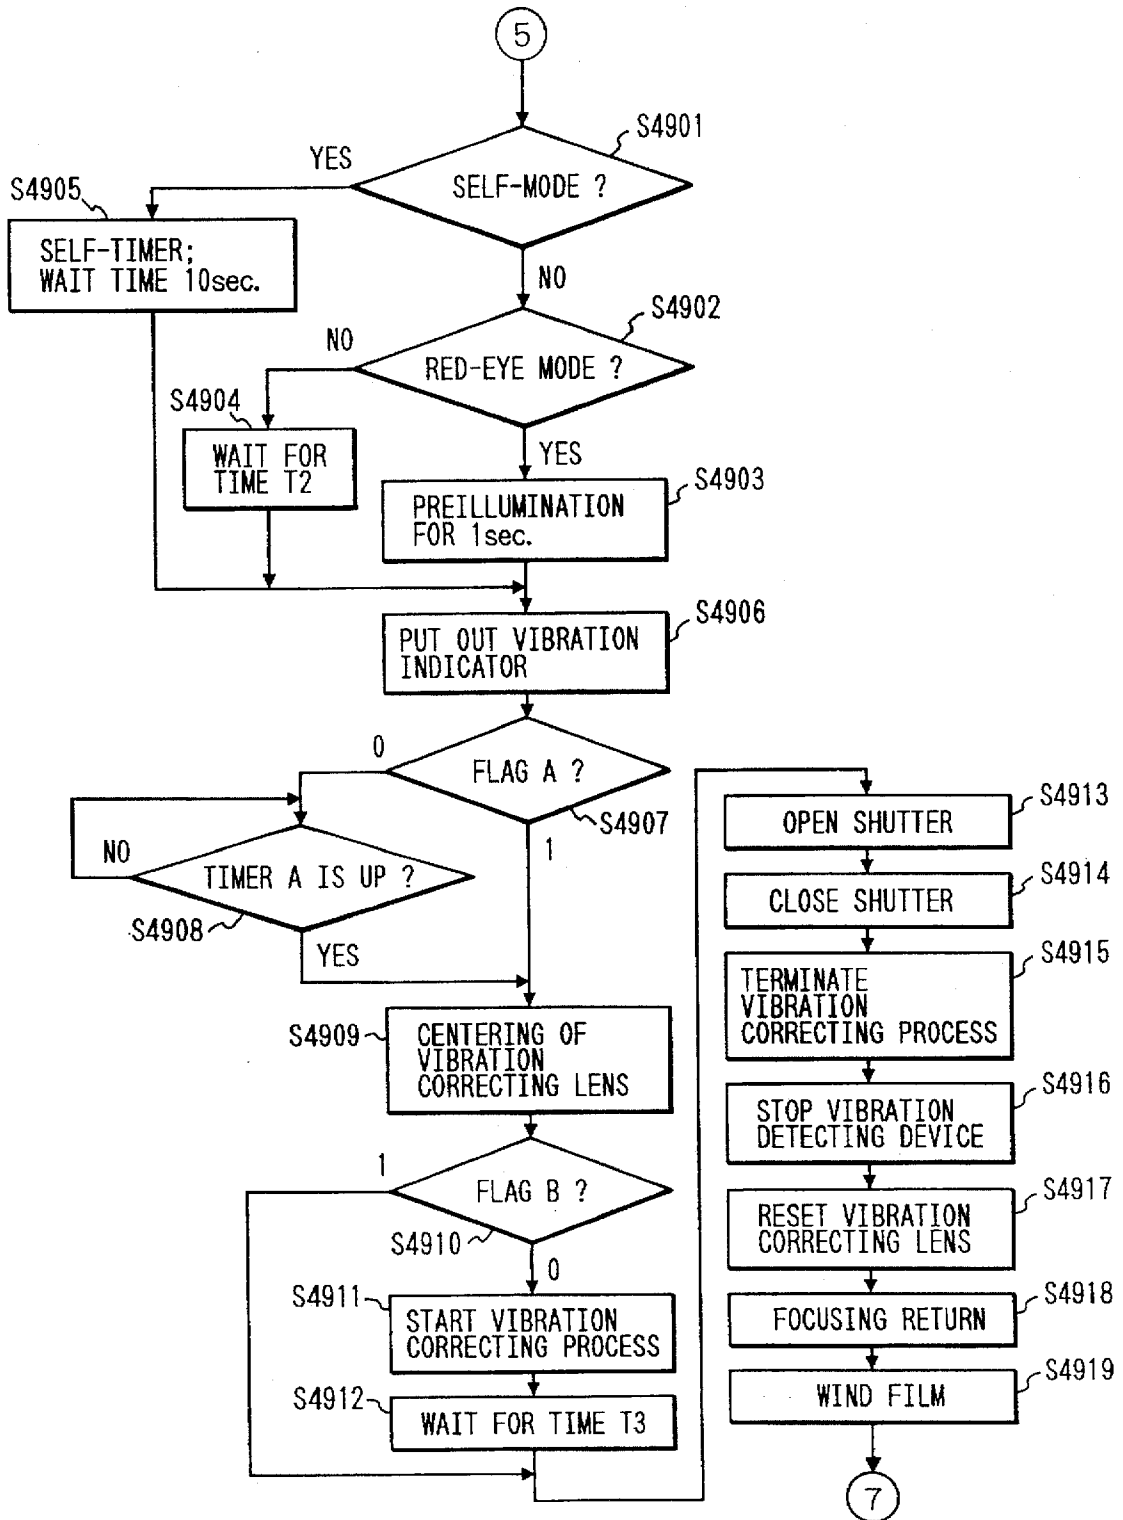 5
S4901
YES
SELF-MODE ?
S4905
SELF-TIMER;
WAIT TIME 10sec.
NO
S4902
NO
RED-EYE MODE ?
S4904
WAIT FOR
TIME T2
YES
S4903
PREILLUMINATION
FOR 1sec.
S4906
PUT OUT VIBRATION
INDICATOR
0
FLAG A ?
S4907
1
NO
TIMER A IS UP ?
S4908
YES
S4909
CENTERING OF
VIBRATION
CORRECTING LENS
1
FLAG B ?
S4910
0
S4911
START VIBRATION
CORRECTING PROCESS
S4912
WAIT FOR TIME T3
S4913
OPEN SHUTTER
S4914
CLOSE SHUTTER
S4915
TERMINATE
VIBRATION
CORRECTING PROCESS
S4916
STOP VIBRATION
DETECTING DEVICE
S4917
RESET VIBRATION
CORRECTING LENS
S4918
FOCUSING RETURN
S4919
WIND FILM
7